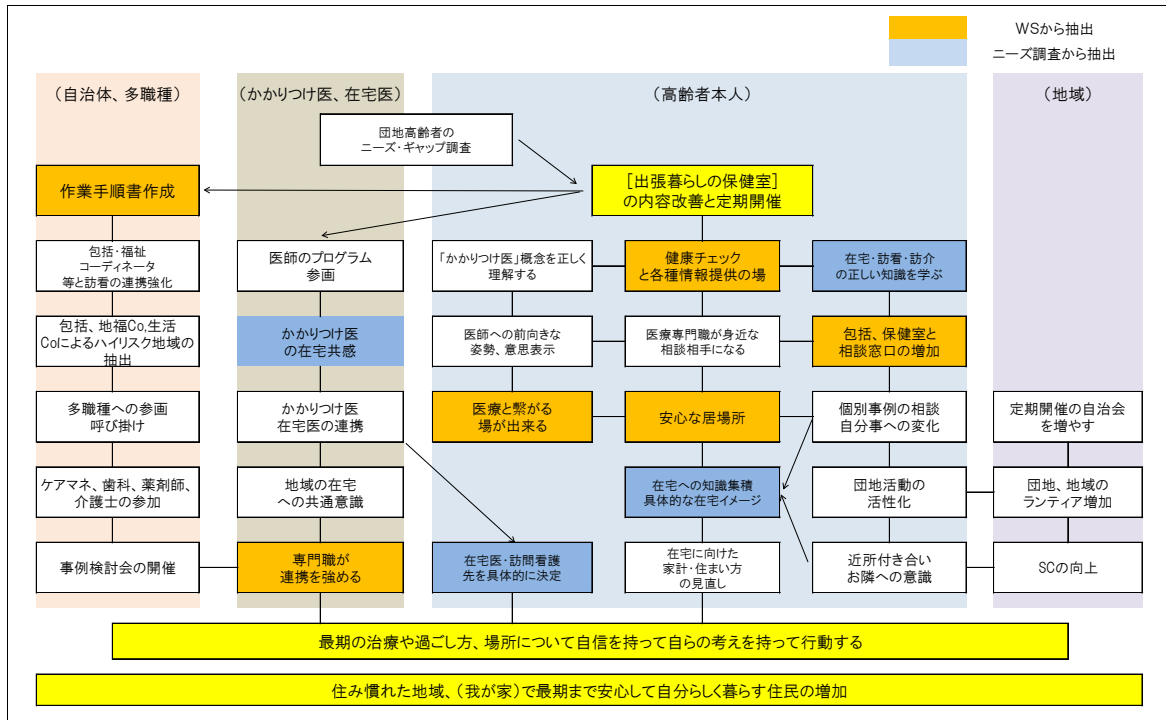 WSから抽出
ニーズ調査から抽出
（自治体、多職種）
（かかりつけ医、在宅医）
（高齢者本人）
（地域）
団地高齢者の
ニーズ・ギャップ調査
作業手順書作成
［出張暮らしの保健室］
の内容改善と定期開催
包括・福祉
コーディネータ
等と訪看の連携強化
医師のプログラム
参画
「かかりつけ医」概念を正しく
理解する
健康チェック
と各種情報提供の場
在宅・訪看・訪介
の正しい知識を学ぶ
包括、地福Co,生活
Coによるハイリスク地域の
抽出
かかりつけ医
の在宅共感
医師への前向きな
姿勢、意思表示
医療専門職が身近な
相談相手になる
包括、保健室と
相談窓口の増加
多職種への参画
呼び掛け
かかりつけ医
在宅医の連携
医療と繋がる
場が出来る
安心な居場所
個別事例の相談
自分事への変化
定期開催の自治会
を増やす
ケアマネ、歯科、薬剤師、
介護士の参加
地域の在宅
への共通意識
在宅への知識集積
具体的な在宅イメージ
団地活動の
活性化
団地、地域の
ランティア増加
事例検討会の開催
専門職が
連携を強める
在宅医・訪問看護
先を具体的に決定
在宅に向けた
家計・住まい方
の見直し
近所付き合い
お隣への意識
SCの向上
最期の治療や過ごし方、場所について自信を持って自らの考えを持って行動する
住み慣れた地域、（我が家）で最期まで安心して自分らしく暮らす住民の増加